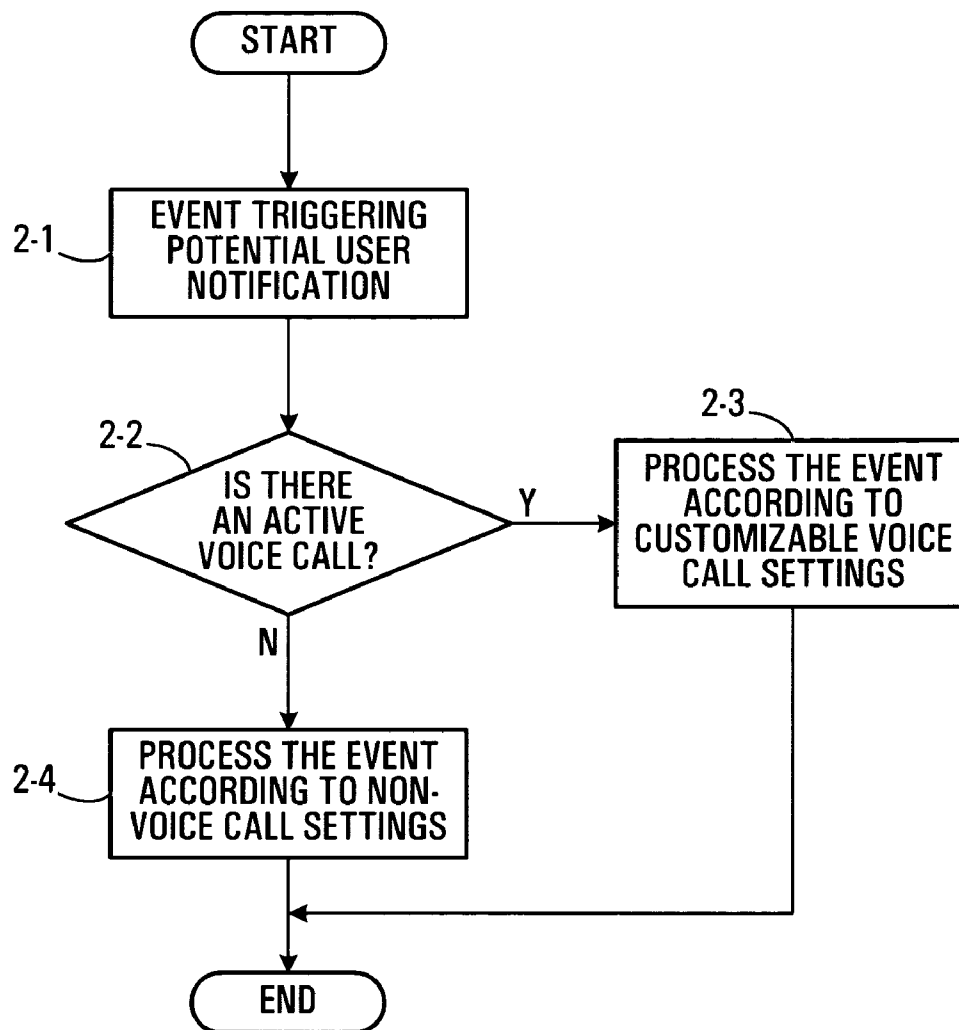 START
2-1
EVENT TRIGGERING
POTENTIAL USER
NOTIFICATION
2-2
IS THERE
AN ACTIVE
VOICE CALL?
Y
N
2-3
PROCESS THE EVENT
ACCORDING TO
CUSTOMIZABLE VOICE
CALL SETTINGS
2-4
PROCESS THE EVENT
ACCORDING TO NON-
VOICE CALL SETTINGS
END